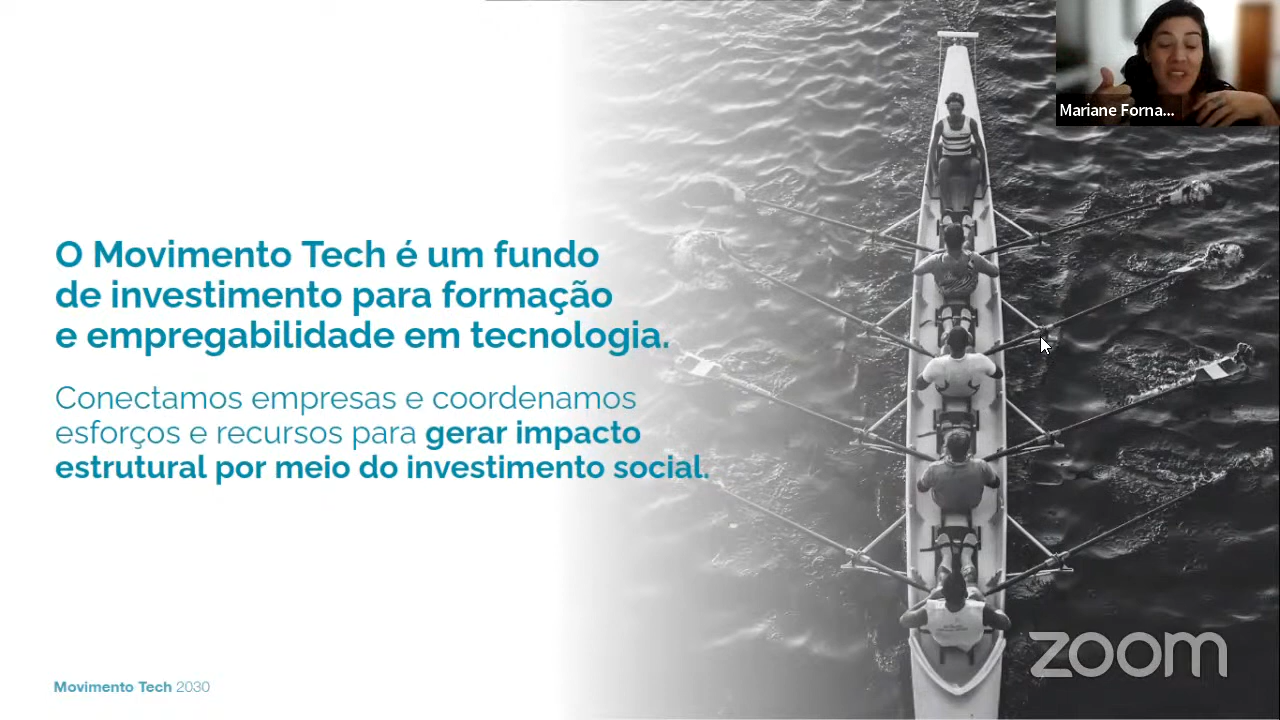 Mariane Forna...
O Movimento Tech é um fundo
de investimento para formação
e empregabilidade em tecnologia.
Conectamos empresas e coordenamos
esforços e recursos para gerar impacto
estrutural por meio do investimento social.
Movimento Tech 2030
zoom